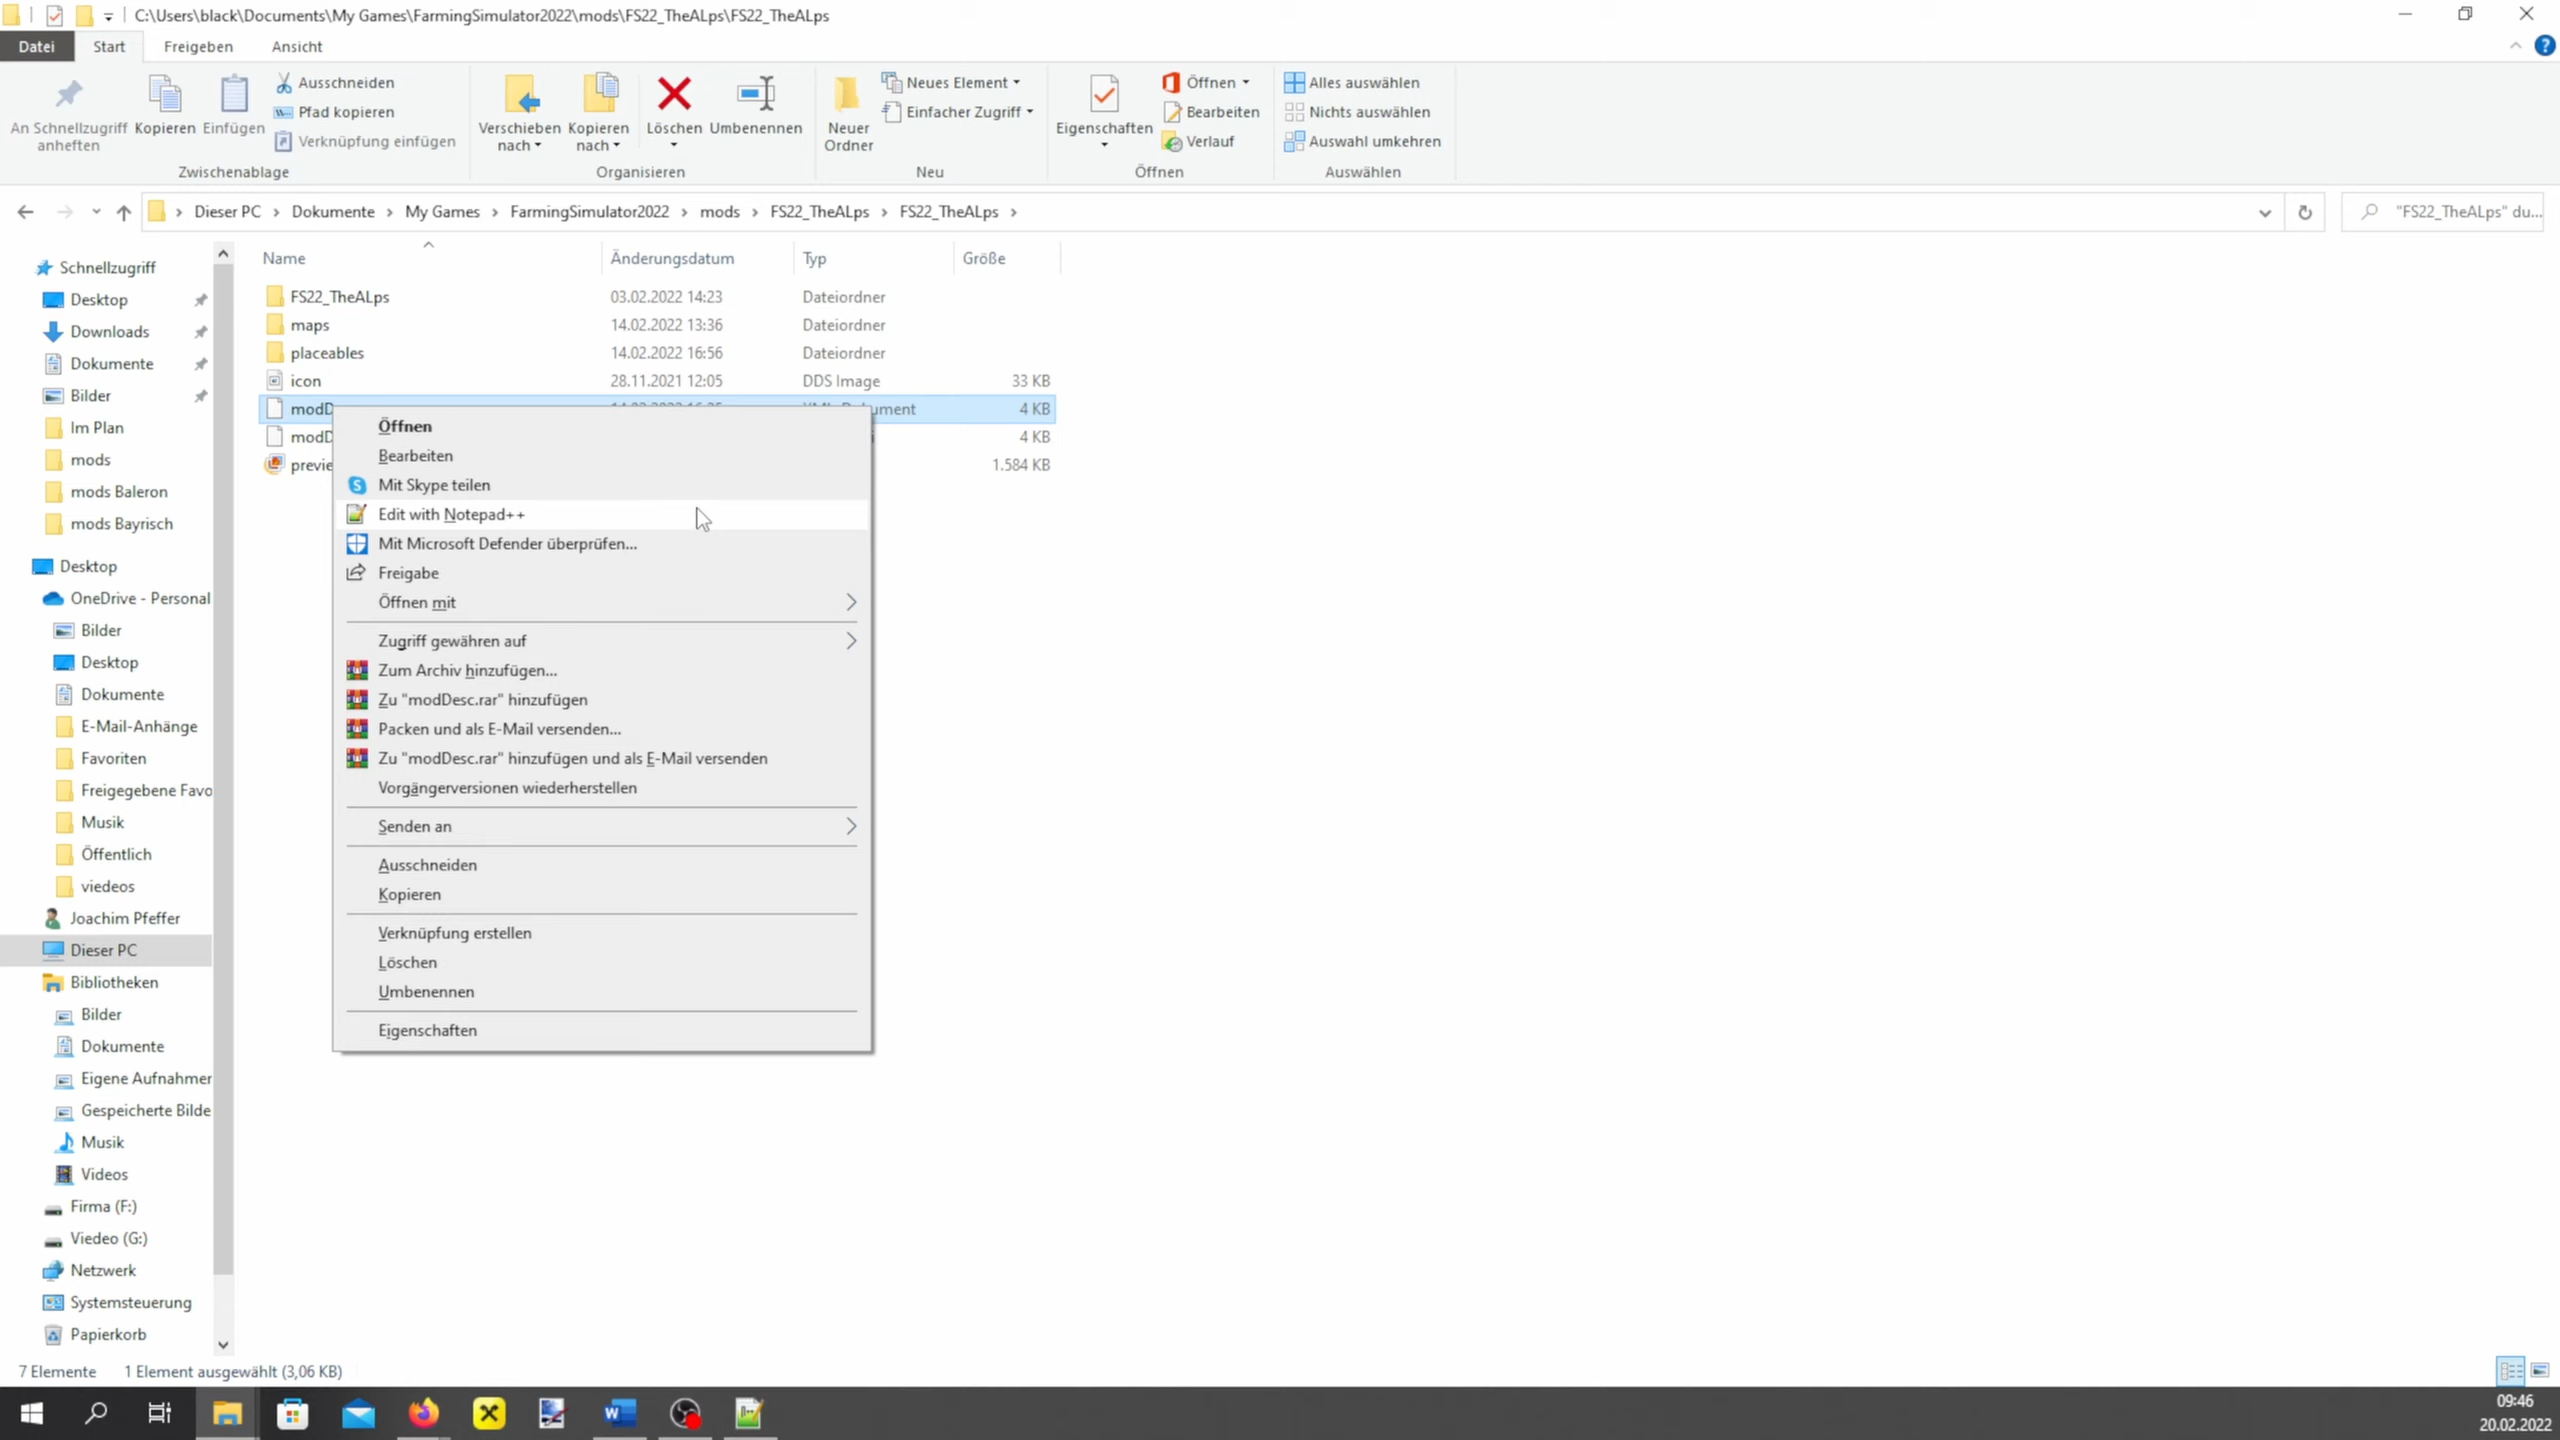 C:\Users\black\Documents\My Games\FarmingSimulator2022\mods\FS22_TheALps\FS22_TheALps
Datei Start Freigeben Ansicht
An Schnellzugriff anheften
Kopieren
Einfügen
Ausschneiden
Pfad kopieren
Verknüpfung einfügen
Zwischenablage
Verschieben nach
Kopieren nach
Löschen
Umbenennen
Organisieren
Neuer Ordner
Neues Element
Einfacher Zugriff
Neu
Eigenschaften
Öffnen
Bearbeiten
Verlauf
Öffnen
Alles auswählen
Nichts auswählen
Auswahl umkehren
Auswählen
Dieser PC Dokumente My Games FarmingSimulator2022 mods FS22_TheALps FS22_TheALps
"FS22_TheALps" du...
Schnellzugriff
Desktop
Downloads
Dokumente
Bilder
Im Plan
mods
mods Baleron
mods Bayrisch
Desktop
OneDrive - Personal
Bilder
Desktop
Dokumente
E-Mail-Anhänge
Favoriten
Freigegebene Favo
Musik
Öffentlich
viedeos
Joachim Pfeffer
Dieser PC
Bibliotheken
Bilder
Dokumente
Eigene Aufnahmer
Gespeicherte Bilde
Musik
Videos
Firma (F:)
Viedeo (G:)
Netzwerk
Systemsteuerung
Papierkorb
Name Änderungsdatum Typ Größe
FS22_TheALps 03.02.2022 14:23 Dateiordner
maps 14.02.2022 13:36 Dateiordner
placeables 14.02.2022 16:56 Dateiordner
icon 28.11.2021 12:05 DDS Image 33 KB
modD ument 4 KB
modD i 4 KB
previe 1.584 KB
Öffnen
Bearbeiten
Mit Skype teilen
Edit with Notepad++
Mit Microsoft Defender überprüfen...
Freigabe
Öffnen mit
Zugriff gewähren auf
Zum Archiv hinzufügen...
Zu "modDesc.rar" hinzufügen
Packen und als E-Mail versenden...
Zu "modDesc.rar" hinzufügen und als E-Mail versenden
Vorgängerversionen wiederherstellen
Senden an
Ausschneiden
Kopieren
Verknüpfung erstellen
Löschen
Umbenennen
Eigenschaften
7 Elemente 1 Element ausgewählt (3,06 KB)
09:46
20.02.2022